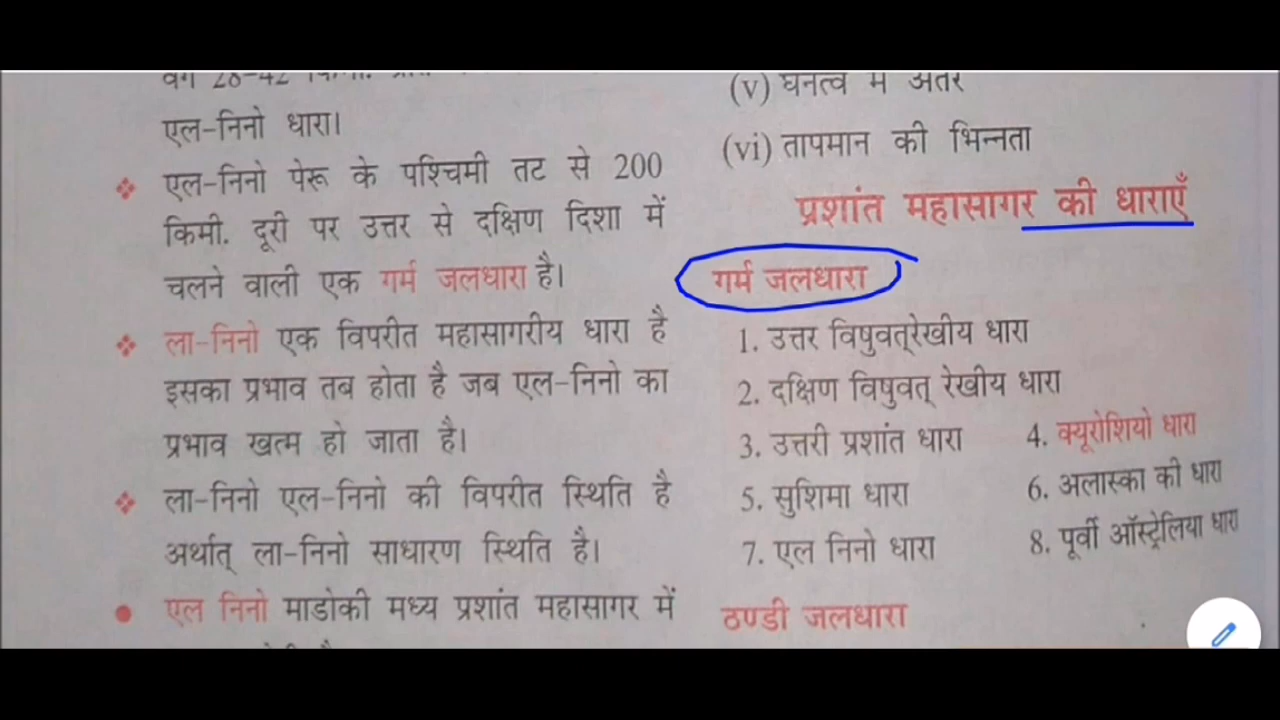 एल-निनो धारा।
❖ एल-निनो पेरू के पश्चिमी तट से 200
किमी. दूरी पर उत्तर से दक्षिण दिशा में
चलने वाली एक गर्म जलधारा है।
❖ ला-निनो एक विपरीत महासागरीय धारा है
इसका प्रभाव तब होता है जब एल-निनो का
प्रभाव खत्म हो जाता है।
❖ ला-निनो एल-निनो की विपरीत स्थिति है
अर्थात् ला-निनो साधारण स्थिति है।
● एल निनो माडोकी मध्य प्रशांत महासागर में
(v) घनत्व में अंतर
(vi) तापमान की भिन्नता
प्रशांत महासागर की धाराएँ
गर्म जलधारा
1. उत्तर विषुवत्रेखीय धारा
2. दक्षिण विषुवत् रेखीय धारा
3. उत्तरी प्रशांत धारा 4. क्यूरोशियो धारा
5. सुशिमा धारा 6. अलास्का की धारा
7. एल निनो धारा 8. पूर्वी ऑस्ट्रेलिया धारा
ठण्डी जलधारा